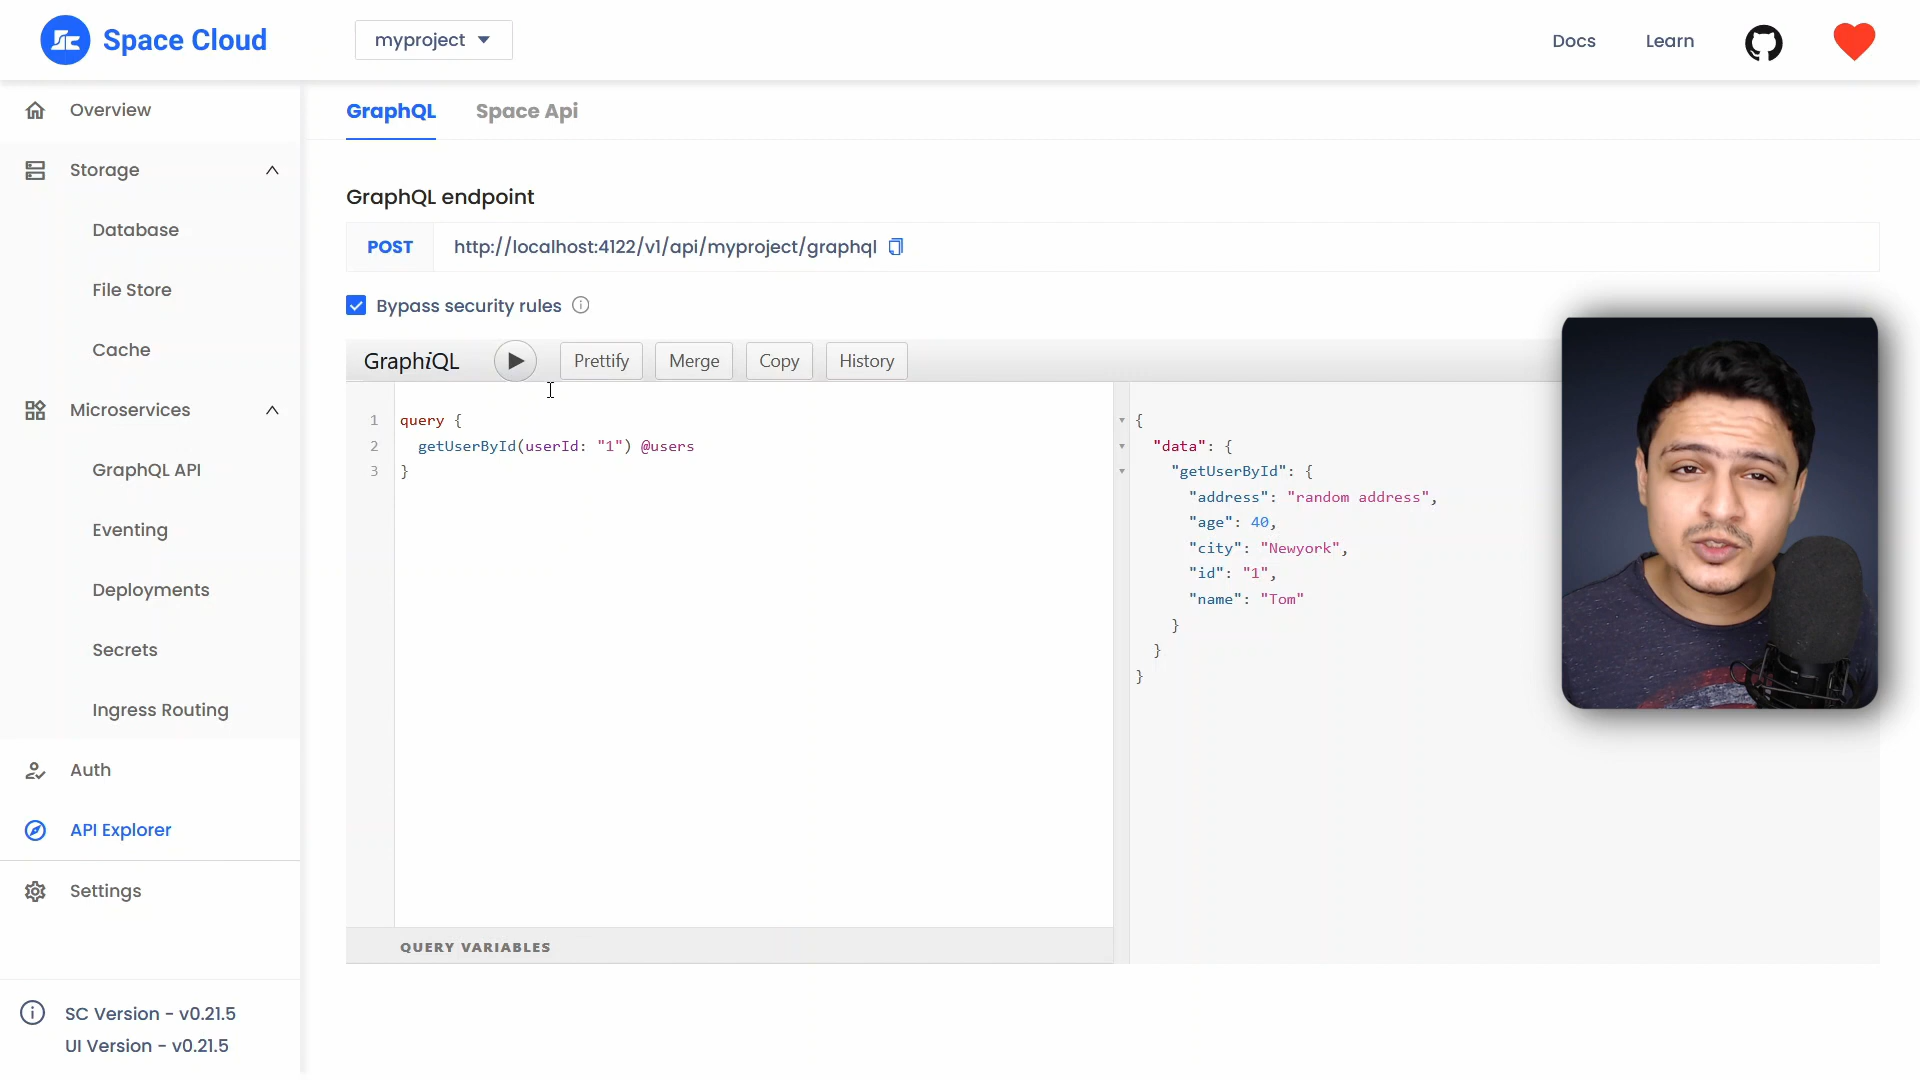 Space Cloud
myproject
Docs
Learn
Overview
Storage
Database
File Store
Cache
Microservices
GraphQL API
Eventing
Deployments
Secrets
Ingress Routing
Auth
API Explorer
Settings
SC Version - v0.21.5
UI Version - v0.21.5
GraphQL
Space Api
GraphQL endpoint
POST http://localhost:4122/v1/api/myproject/graphql
Bypass security rules
GraphiQL
Prettify
Merge
Copy
History
1 query {
2 getUserById(userId: "1") @users
3 }
QUERY VARIABLES
{
"data": {
"getUserById": {
"address": "random address",
"age": 40,
"city": "Newyork",
"id": "1",
"name": "Tom"
}
}
}